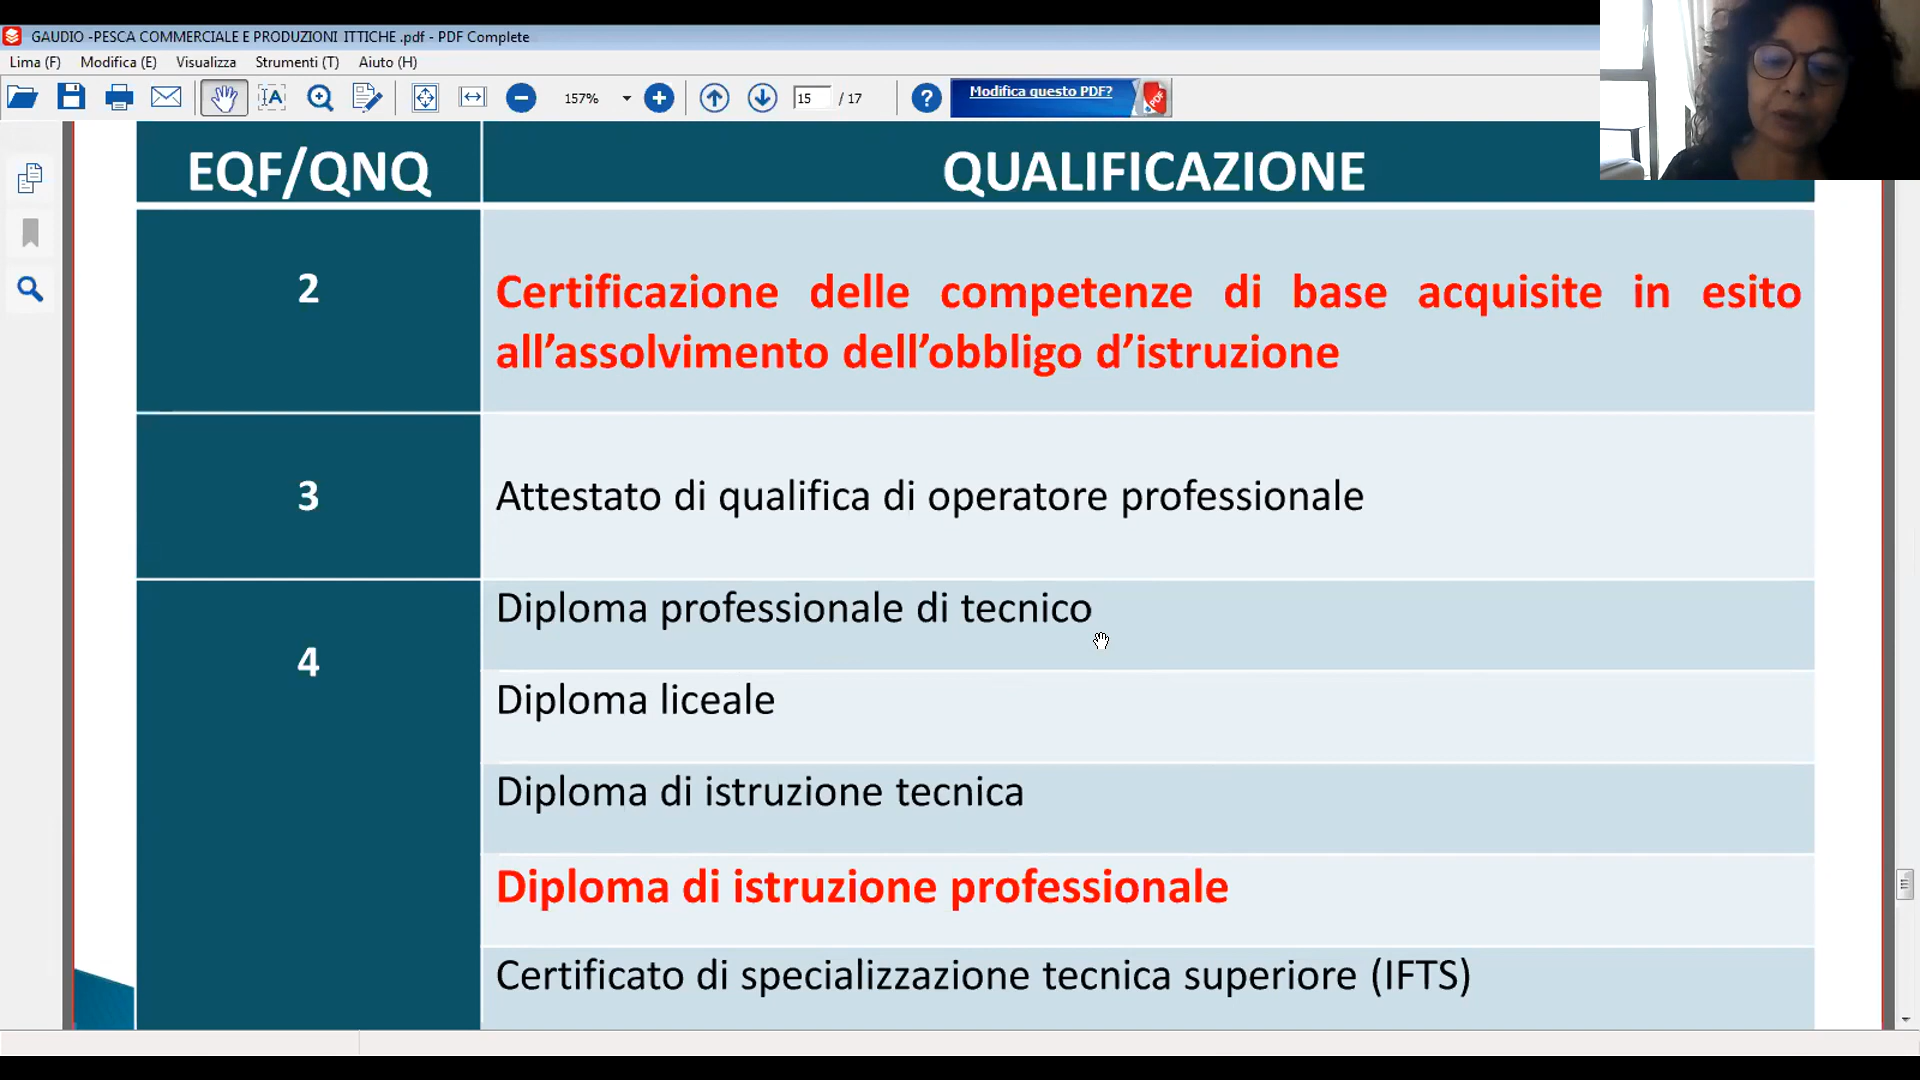 GAUDIO -PESCA COMMERCIALE E PRODUZIONI ITTICHE .pdf - PDF Complete
Lima (F) Modifica (E) Visualizza Strumenti (T) Aiuto (H)
157% 15 / 17 ? Modifica questo PDF? PDF
EQF/QNQ QUALIFICAZIONE
2 Certificazione delle competenze di base acquisite in esito
all’assolvimento dell’obbligo d’istruzione
3 Attestato di qualifica di operatore professionale
Diploma professionale di tecnico
4
Diploma liceale
Diploma di istruzione tecnica
Diploma di istruzione professionale
Certificato di specializzazione tecnica superiore (IFTS)